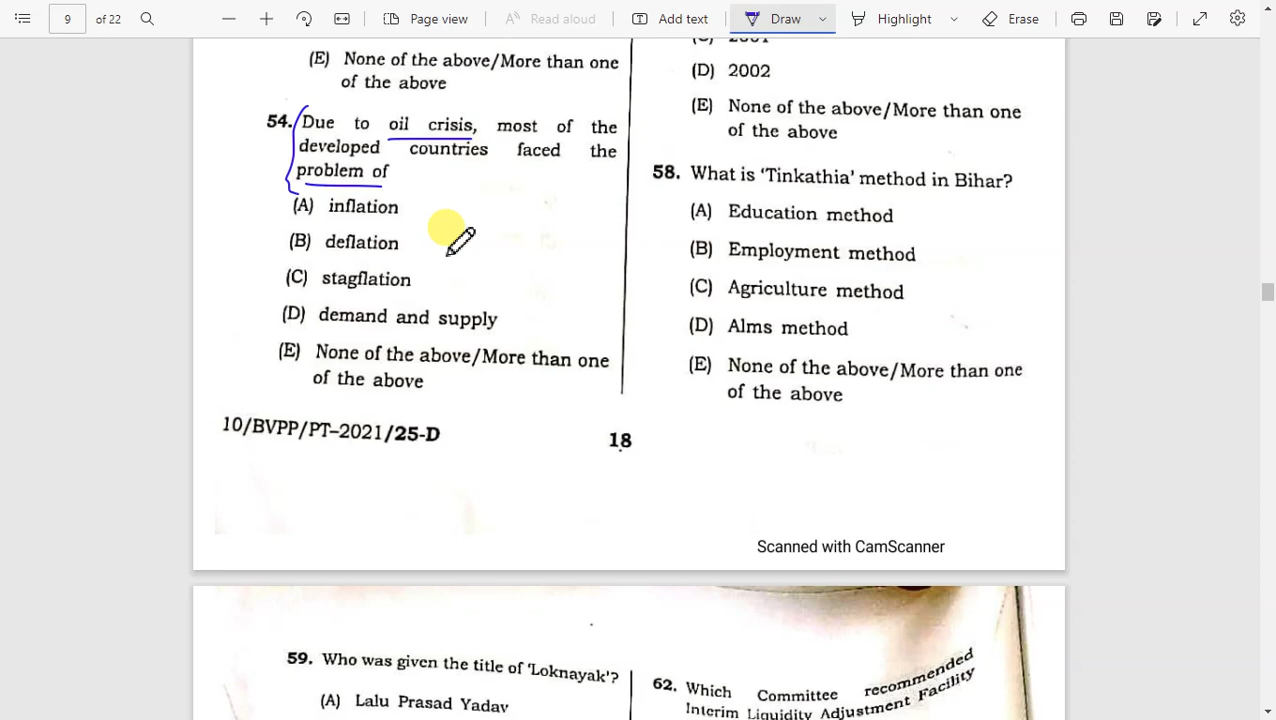 9
of 22
Page view
Read aloud
Add text
Draw
Highlight
Erase
(E) None of the above/More than one
of the above
54. Due to oil crisis, most of the
developed countries faced the
problem of
(A) inflation
(B) deflation
(C) stagflation
(D) demand and supply
(E) None of the above/More than one
of the above
(C) 2001
(D) 2002
(E) None of the above/More than one
of the above
58. What is 'Tinkathia' method in Bihar?
(A) Education method
(B) Employment method
(C) Agriculture method
(D) Alms method
(E) None of the above/More than one
of the above
10/BVPP/PT–2021/25-D
18
Scanned with CamScanner
59. Who was given the title of 'Loknayak'?
(A) Lalu Prasad Yadav
62. Which Committee recommended
Interim Liquidity Adjustment Facility